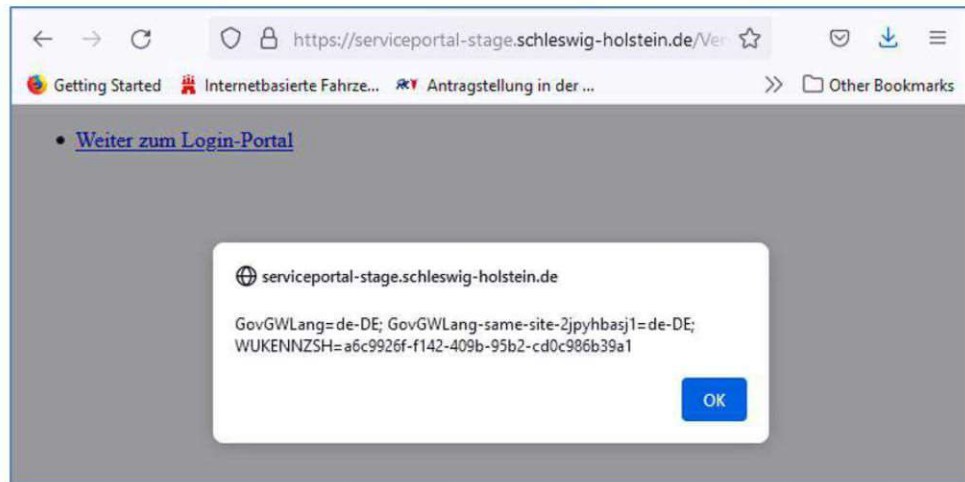 https://serviceportal-stage.schleswig-holstein.de/Ver
Getting Started Internetbasierte Fahrze... Antragstellung in der ... Other Bookmarks
Weiter zum Login-Portal
serviceportal-stage.schleswig-holstein.de
GovGWLang=de-DE; GovGWLang-same-site-2jpyhbasj1=de-DE;
WUKENNZSH=a6c9926f-f142-409b-95b2-cd0c986b39a1
OK